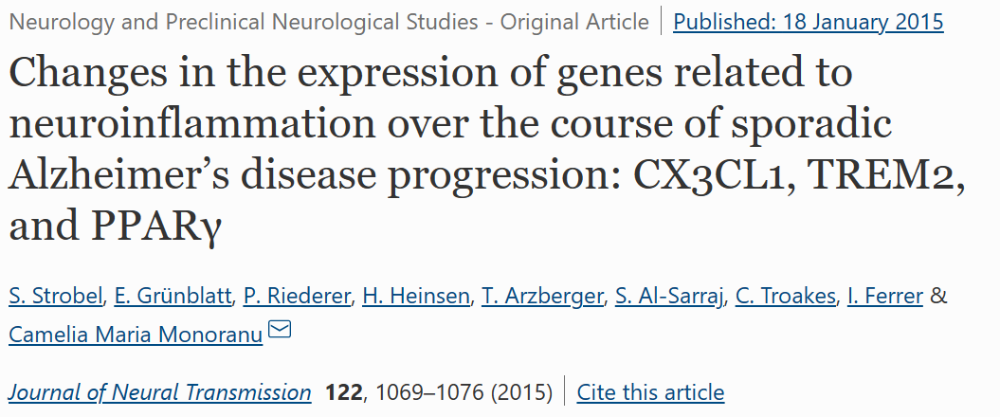 Neurology and Preclinical Neurological Studies - Original Article | Published: 18 January 2015
Changes in the expression of genes related to
neuroinflammation over the course of sporadic
Alzheimer’s disease progression: CX3CL1, TREM2,
and PPARγ
S. Strobel, E. Grünblatt, P. Riederer, H. Heinsen, T. Arzberger, S. Al-Sarraj, C. Troakes, I. Ferrer &
Camelia Maria Monoranu
Journal of Neural Transmission 122, 1069–1076 (2015) | Cite this article